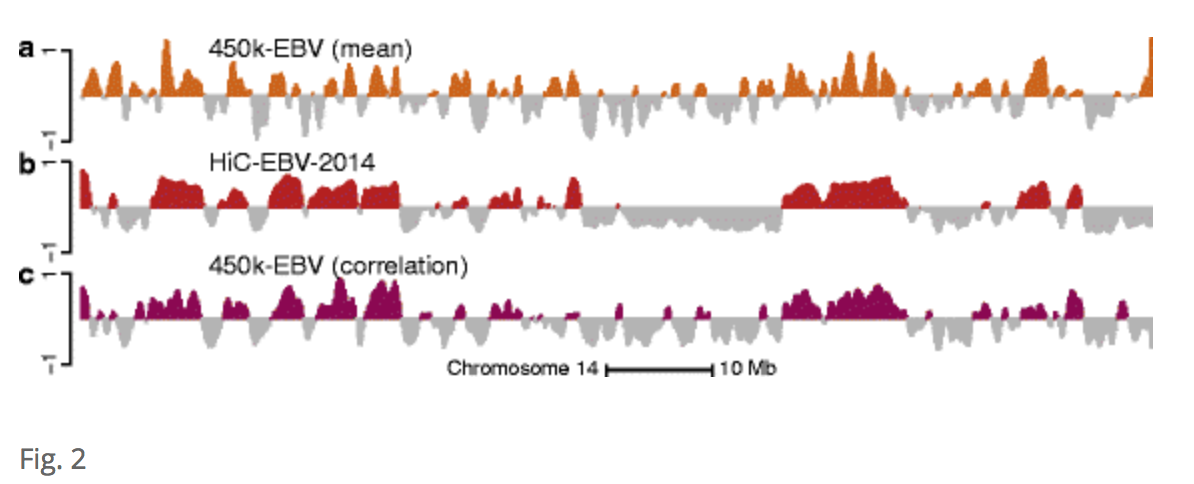 a
450k-EBV (mean)
b
HiC-EBV-2014
c
450k-EBV (correlation)
Chromosome 14
10 Mb
Fig. 2